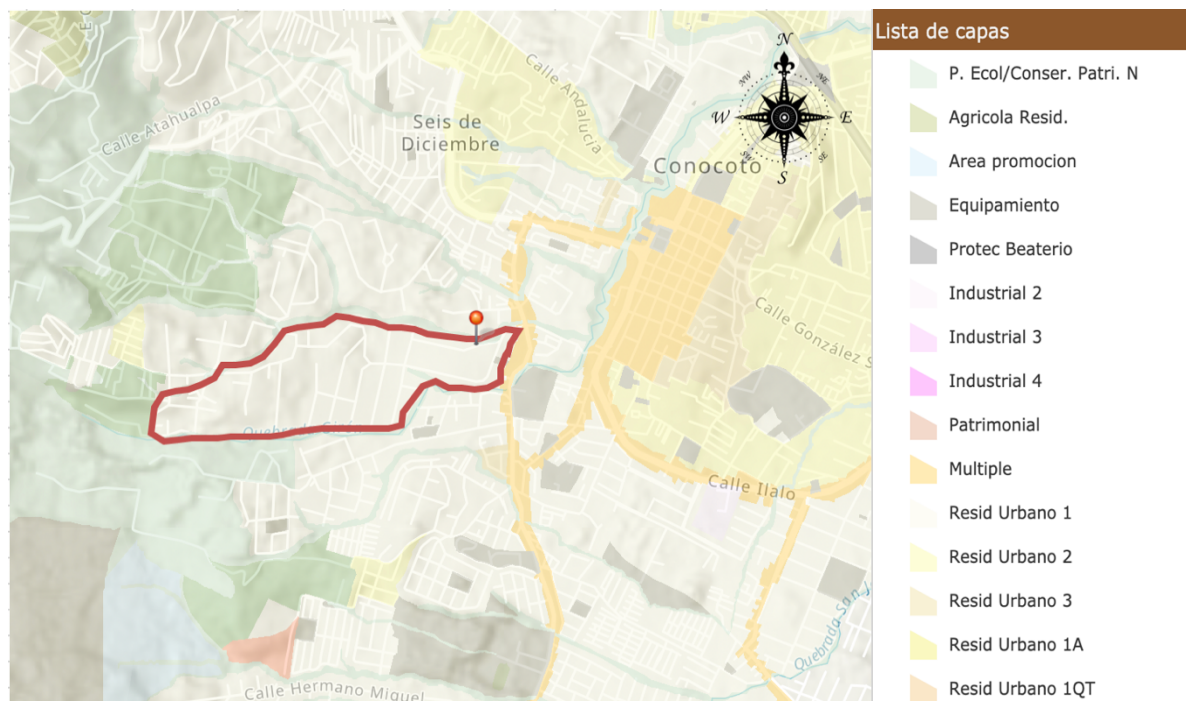 Calle Atahualpa
Calle Andalucía
Seis de
Diciembre
Conocoto
N
NW
NE
W
E
SW
SE
S
Calle González S
Calle Ilalo
Quebrada San J
Calle Hermano Miguel
Lista de capas
P. Ecol/Conser. Patri. N
Agricola Resid.
Area promocion
Equipamiento
Protec Beaterio
Industrial 2
Industrial 3
Industrial 4
Patrimonial
Multiple
Resid Urbano 1
Resid Urbano 2
Resid Urbano 3
Resid Urbano 1A
Resid Urbano 1QT